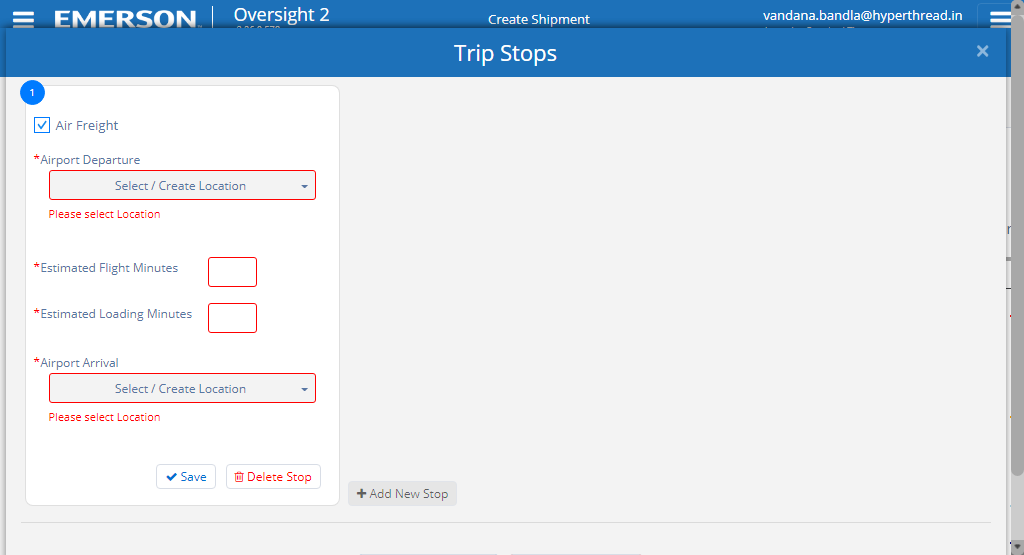 EMERSON
Oversight 2
Create Shipment
vandana.bandla@hyperthread.in
Trip Stops
×
1
Air Freight
*Airport Departure
Select / Create Location
Please select Location
*Estimated Flight Minutes
*Estimated Loading Minutes
*Airport Arrival
Select / Create Location
Please select Location
Save
Delete Stop
+ Add New Stop